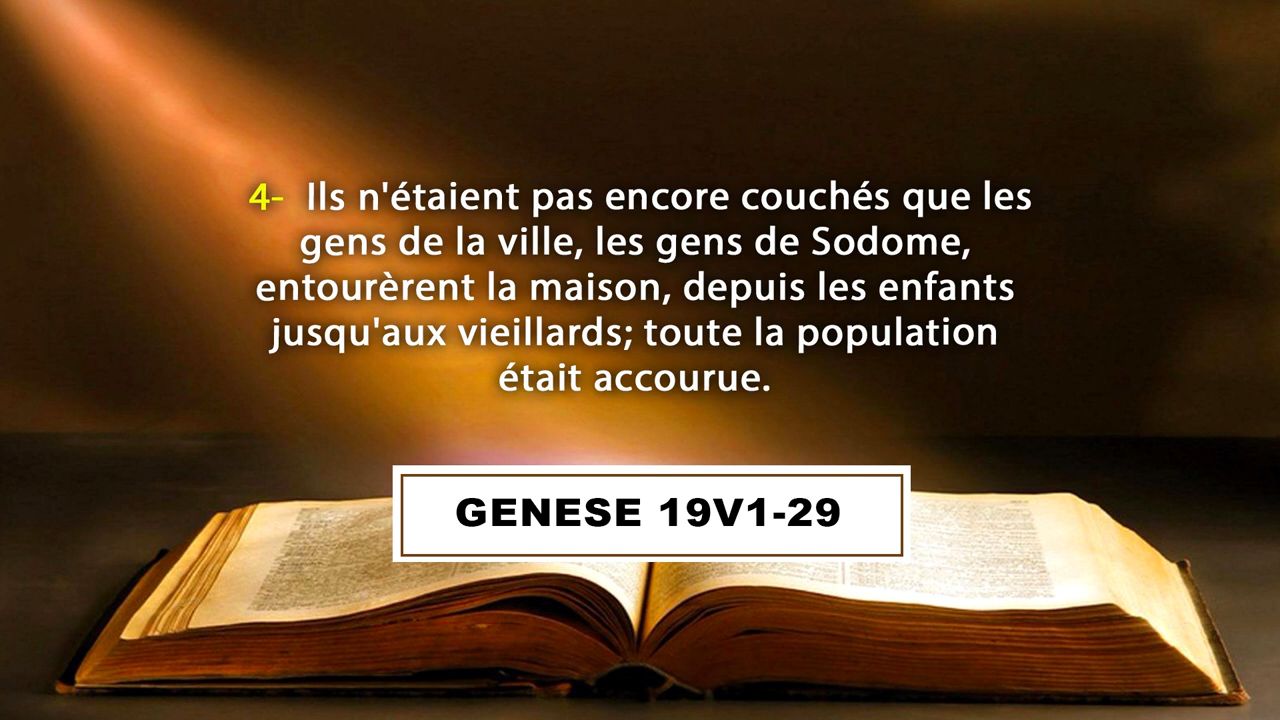 4- Ils n'étaient pas encore couchés que les
gens de la ville, les gens de Sodome,
entourèrent la maison, depuis les enfants
jusqu'aux vieillards; toute la population
était accourue.
GENESE 19V1-29